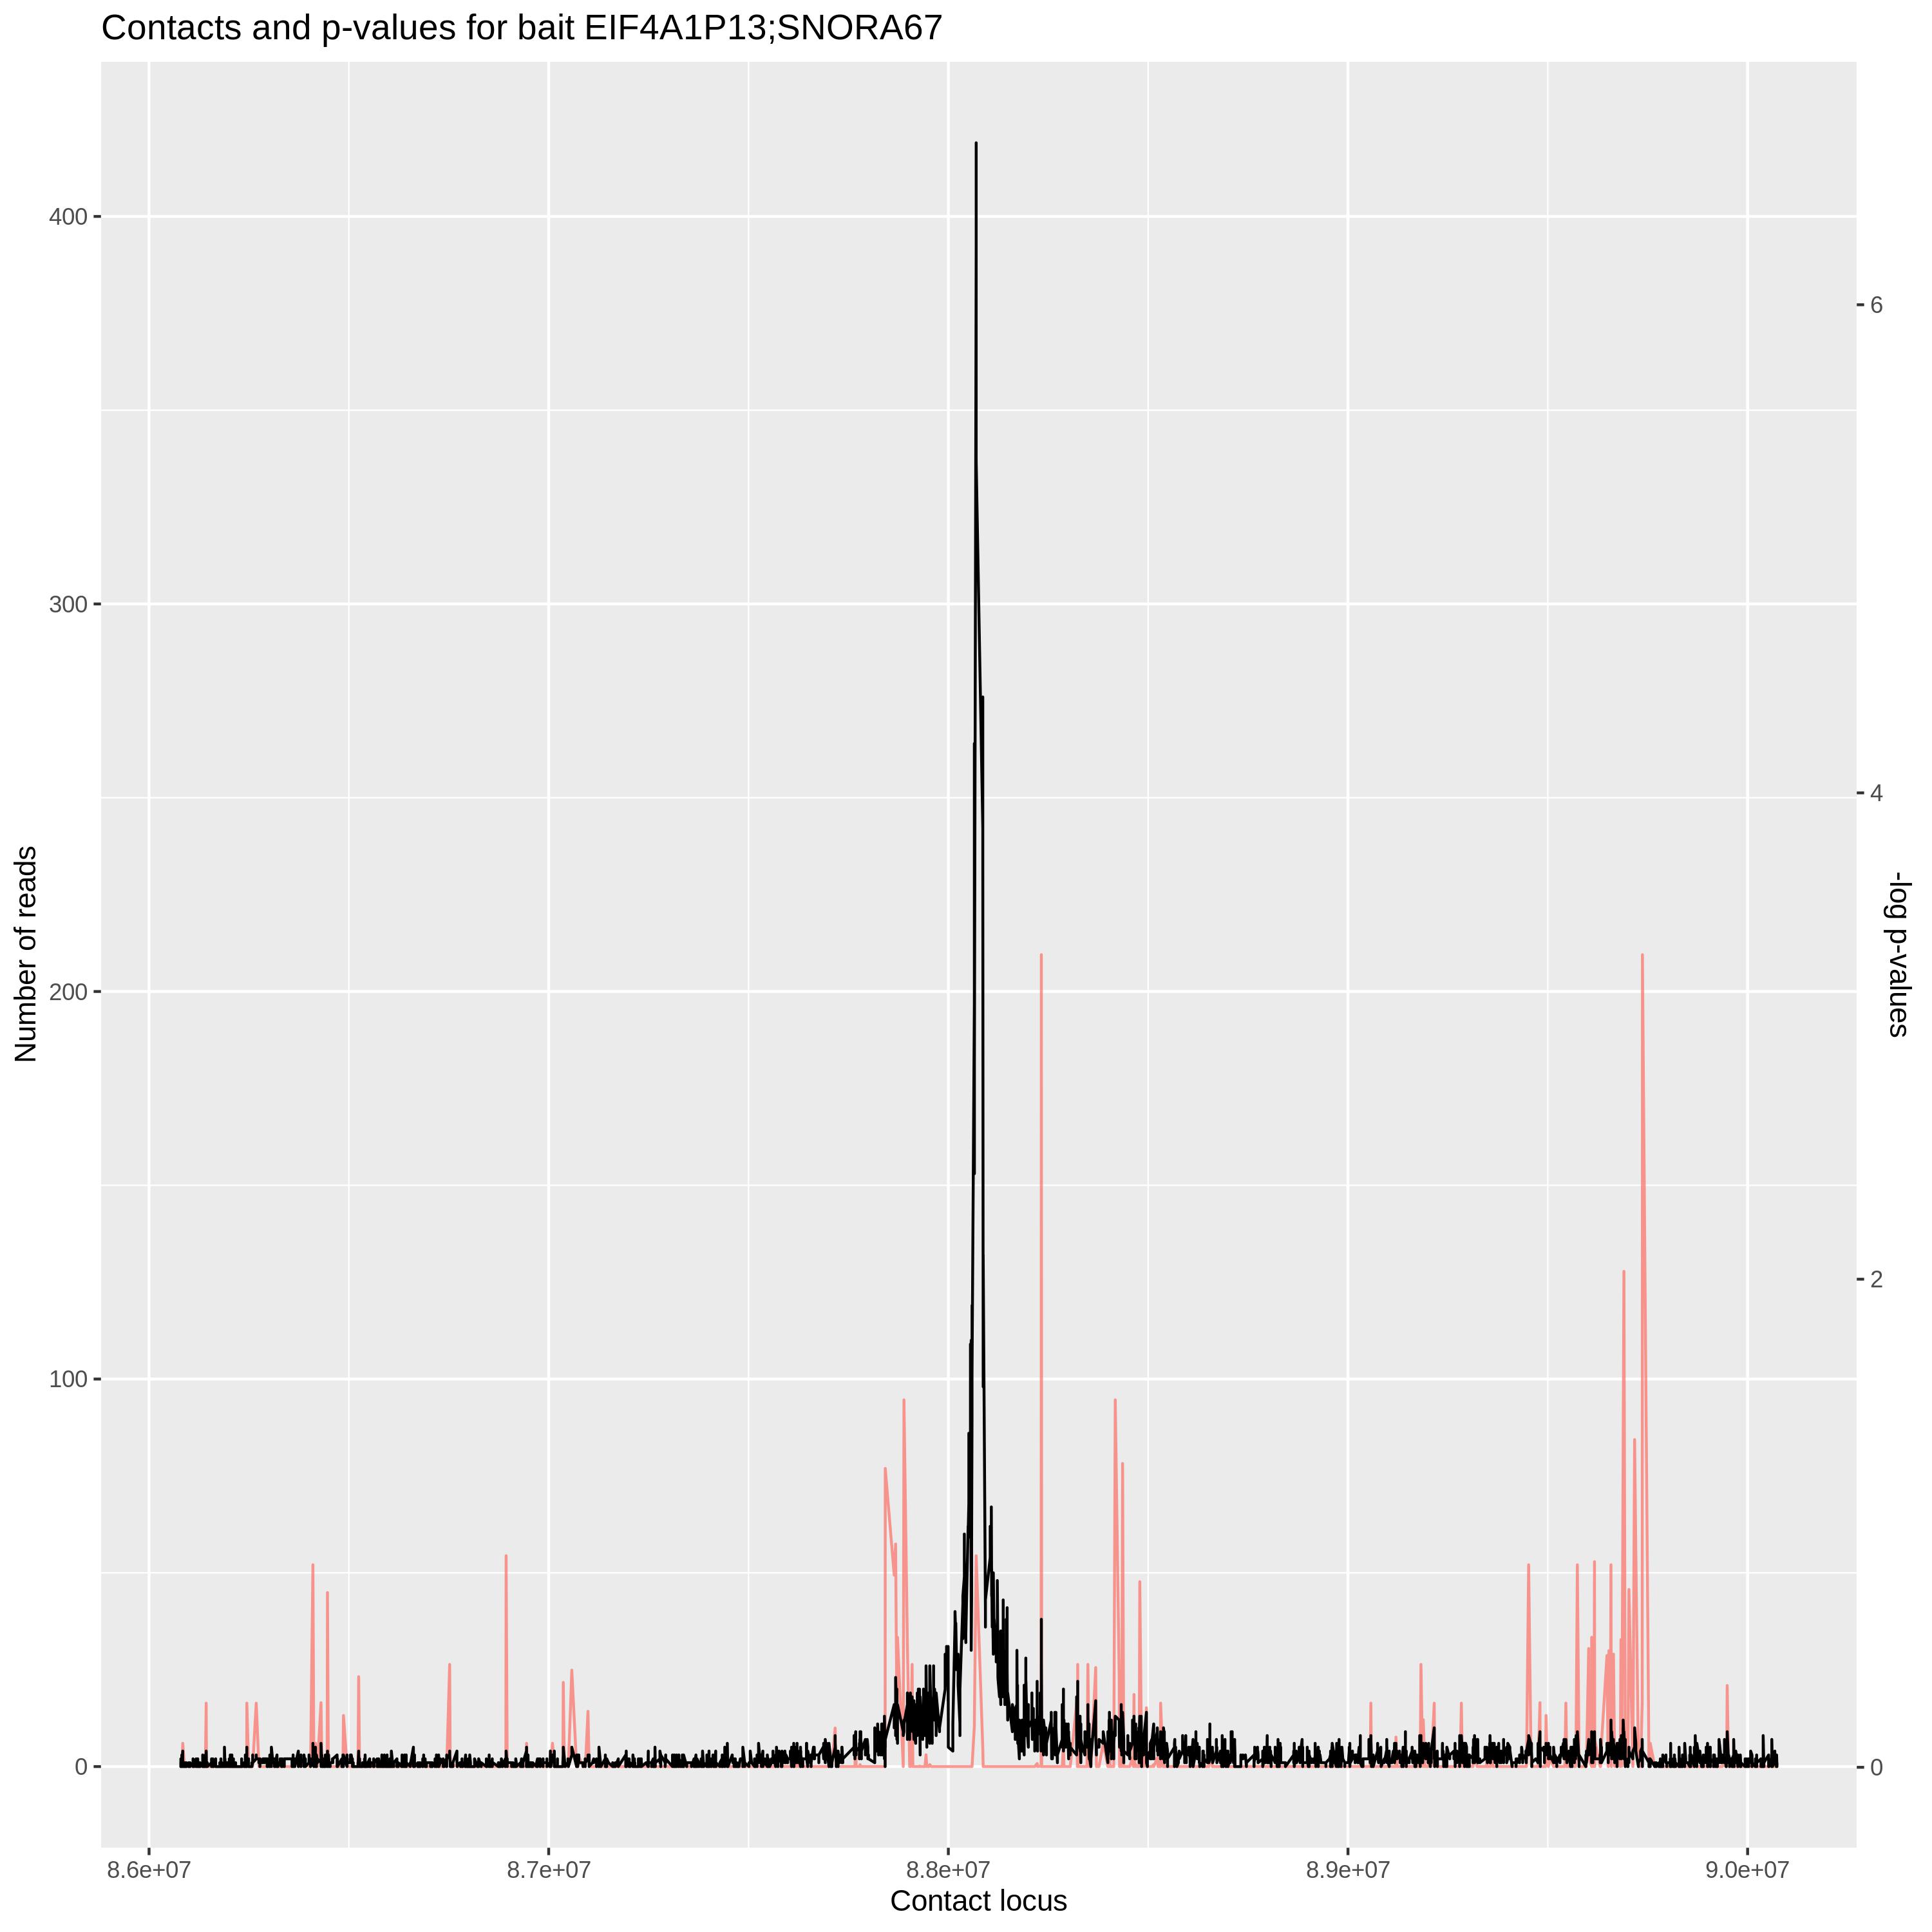 Contacts and p-values for bait EIF4A1P13;SNORA67
400
300
200
100
0
Number of reads
6
4
2
0
-log p-values
8.6e+07 8.7e+07 8.8e+07 8.9e+07 9.0e+07
Contact locus